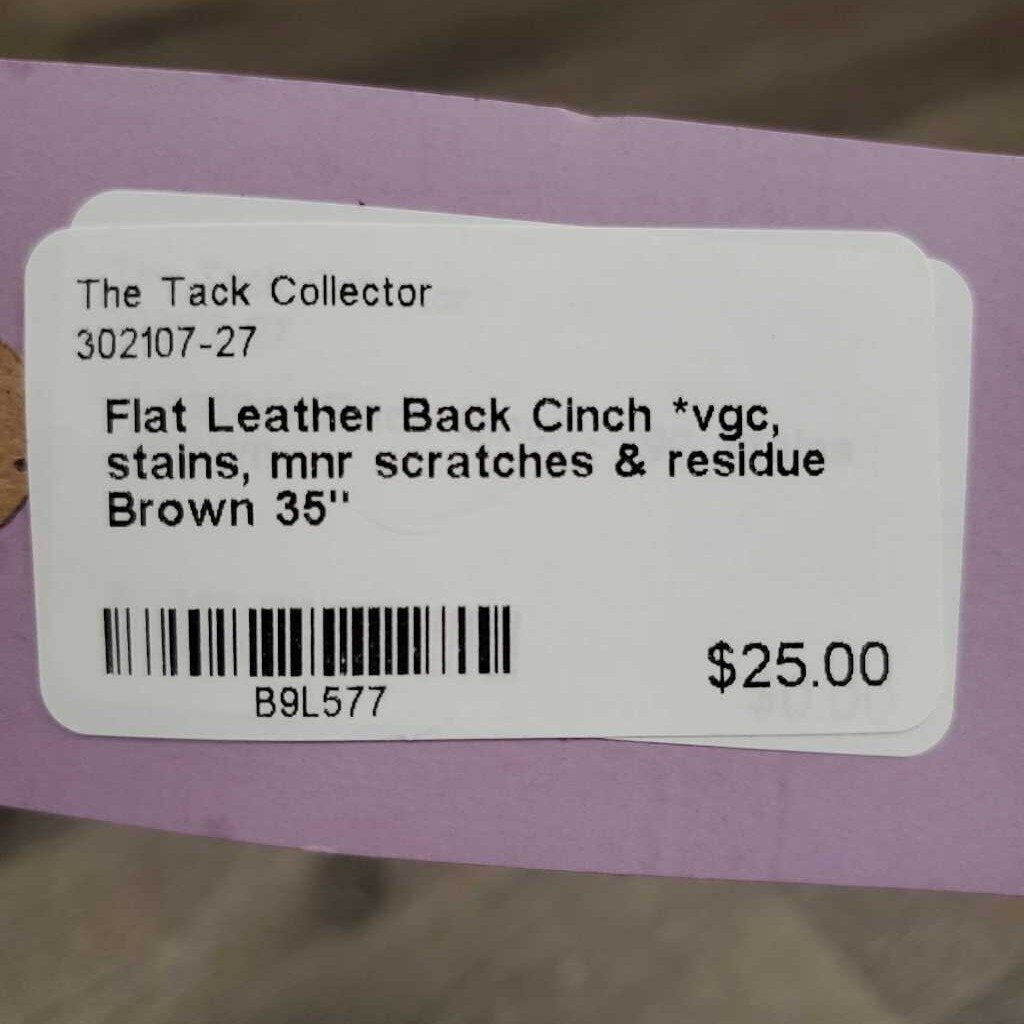 The Tack Collector
302107-27
Flat Leather Back Cinch *vgc,
stains, mnr scratches & residue
Brown 35"
B9L577
$25.00